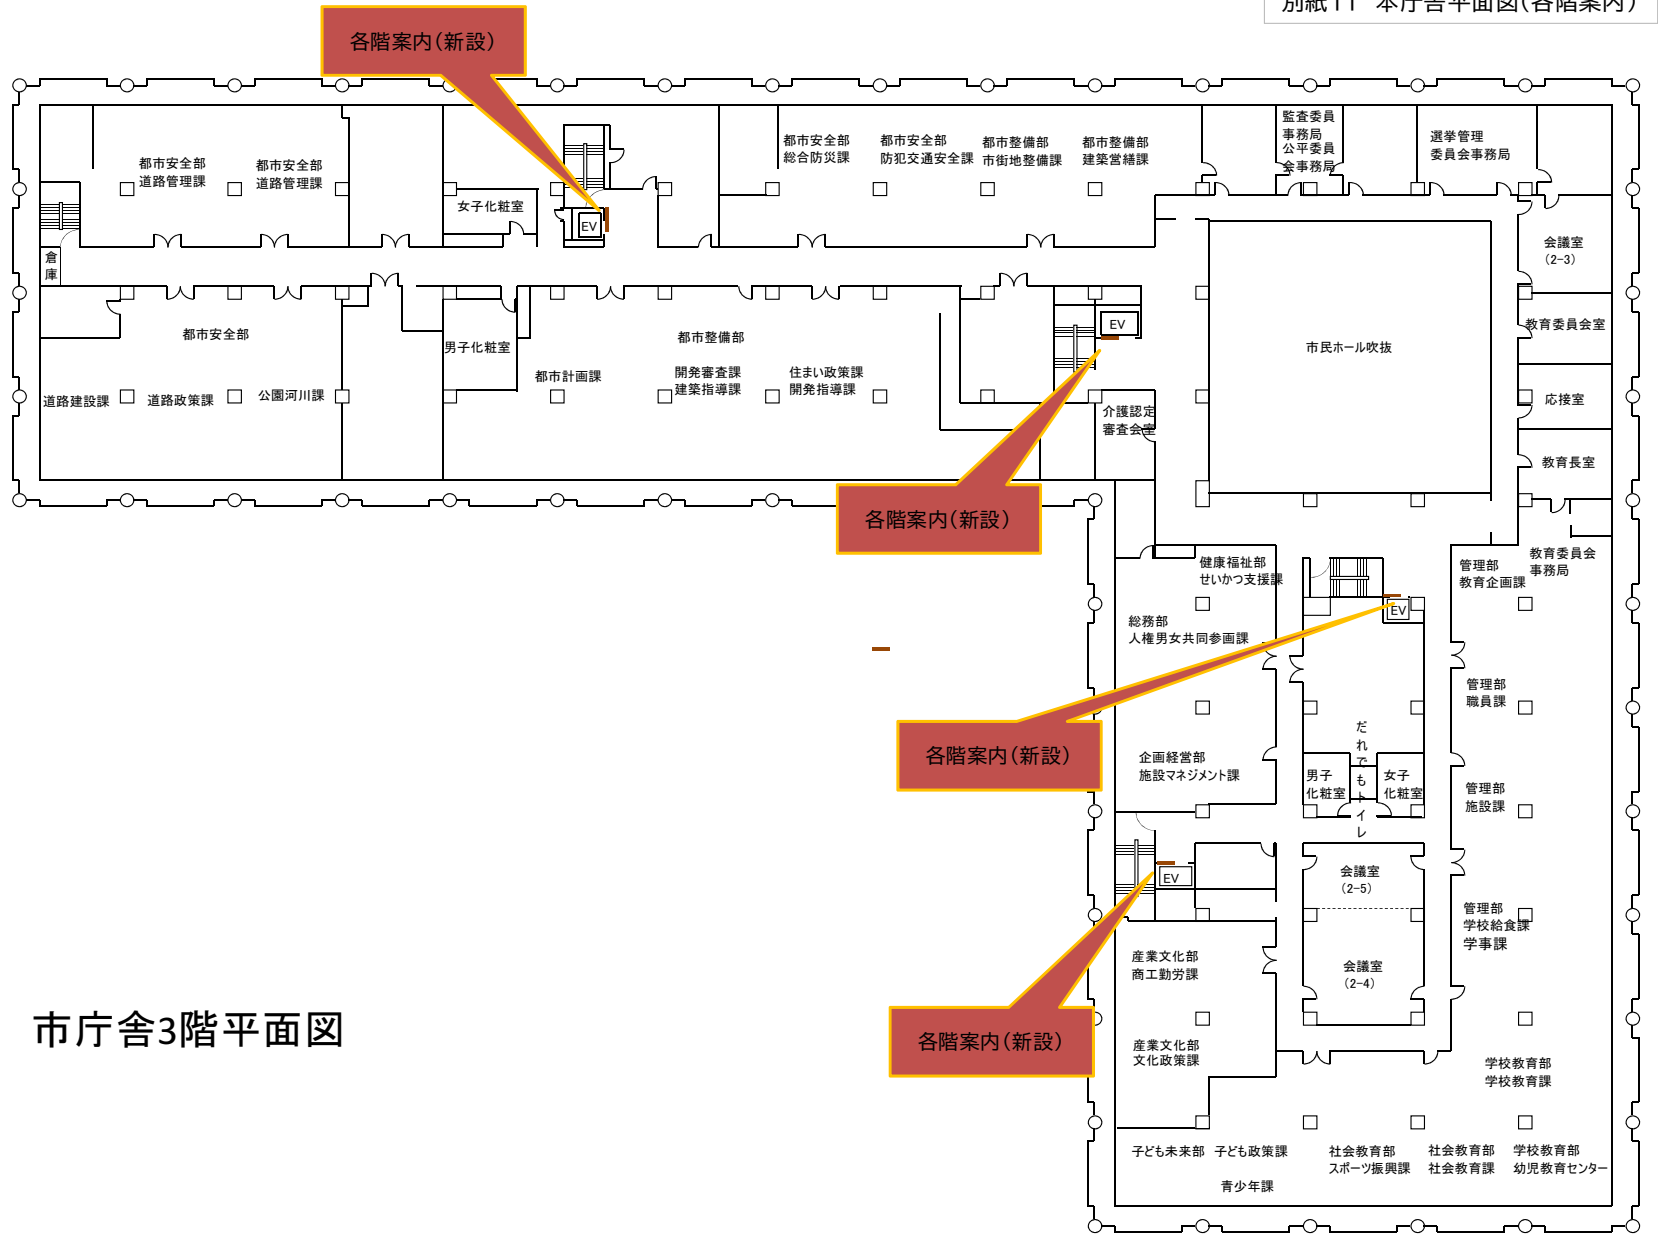 別紙11 本庁舎平面図(各階案内)
各階案内(新設)
都市安全部
道路管理課
都市安全部
道路管理課
女子化粧室
EV
都市安全部
総合防災課
都市安全部
防犯交通安全課
都市整備部
市街地整備課
都市整備部
建築営繕課
監査委員
事務局
公平委員
会事務局
選挙管理
委員会事務局
倉
庫
会議室
(2-3)
都市安全部
道路建設課
道路政策課
公園河川課
男子化粧室
都市計画課
都市整備部
開発審査課
建築指導課
住まい政策課
開発指導課
EV
介護認定
審査会室
市民ホール吹抜
教育委員会室
応接室
教育長室
各階案内(新設)
健康福祉部
せいかつ支援課
管理部
教育企画課
教育委員会
事務局
EV
総務部
人権男女共同参画課
管理部
職員課
各階案内(新設)
企画経営部
施設マネジメント課
男子
化粧室
だれでもトイレ
女子
化粧室
管理部
施設課
EV
会議室
(2-5)
管理部
学校給食課
学事課
産業文化部
商工勤労課
会議室
(2-4)
市庁舎3階平面図
各階案内(新設)
産業文化部
文化政策課
学校教育部
学校教育課
子ども未来部 子ども政策課
青少年課
社会教育部
スポーツ振興課
社会教育部
社会教育課
学校教育部
幼児教育センター